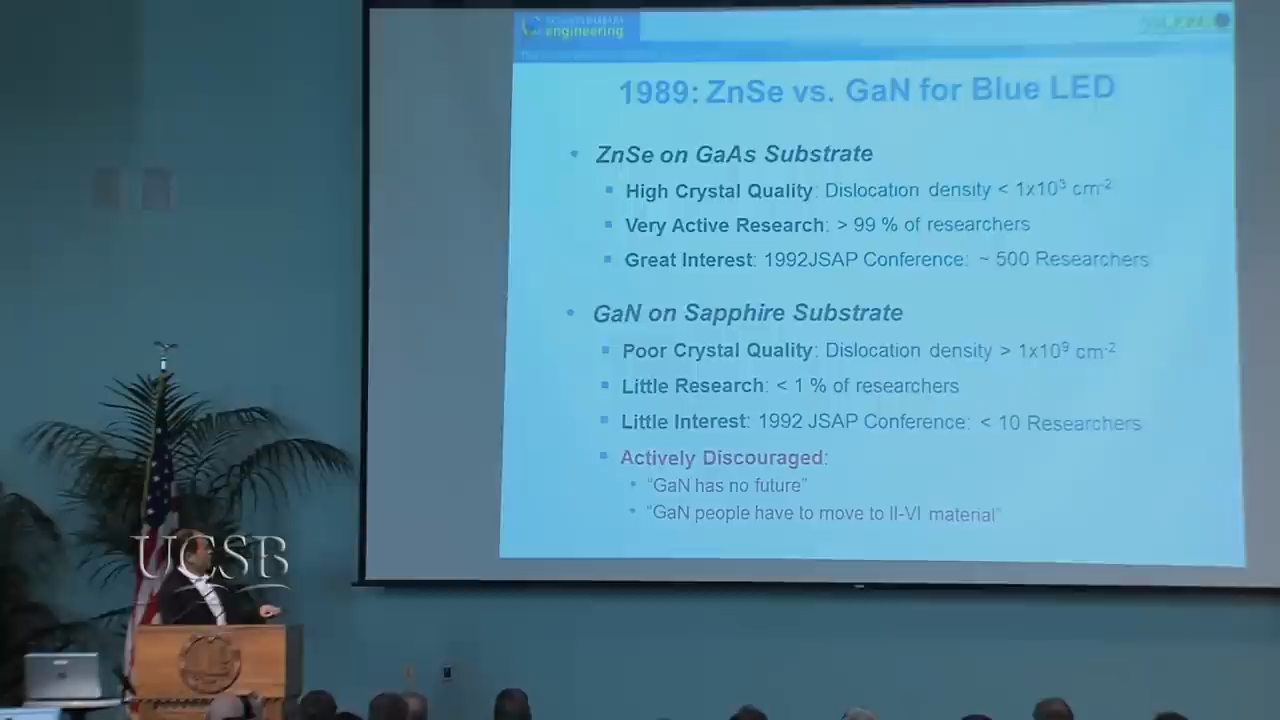 engineering
1989: ZnSe vs. GaN for Blue LED
• ZnSe on GaAs Substrate
▪ High Crystal Quality: Dislocation density < 1x10³ cm⁻²
▪ Very Active Research: > 99 % of researchers
▪ Great Interest: 1992JSAP Conference: ~ 500 Researchers
• GaN on Sapphire Substrate
▪ Poor Crystal Quality: Dislocation density > 1x10⁹ cm⁻²
▪ Little Research: < 1 % of researchers
▪ Little Interest: 1992 JSAP Conference: < 10 Researchers
▪ Actively Discouraged:
• “GaN has no future”
• “GaN people have to move to II-VI material”
UCSB